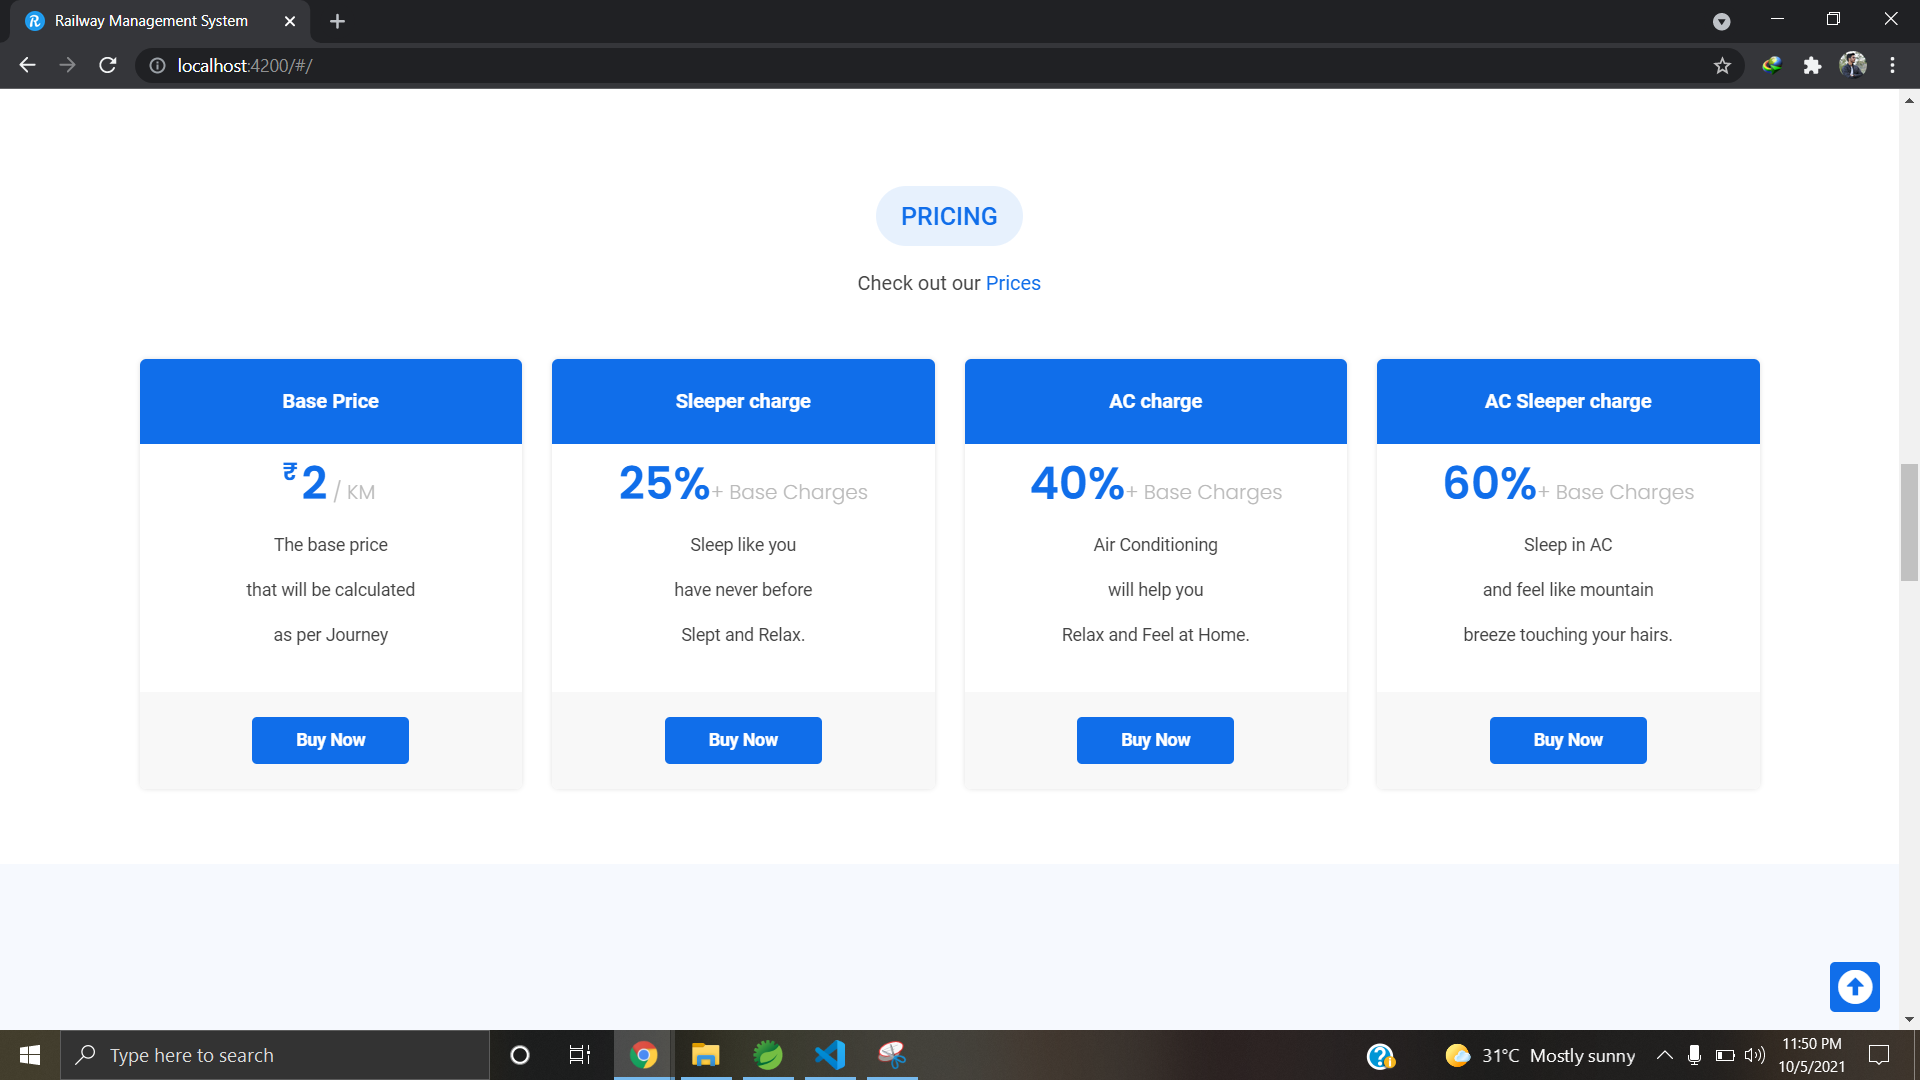 Railway Management System
localhost:4200/#/
PRICING
Check out our Prices
Base Price
₹2 / KM
The base price
that will be calculated
as per Journey
Buy Now
Sleeper charge
25%+ Base Charges
Sleep like you
have never before
Slept and Relax.
Buy Now
AC charge
40%+ Base Charges
Air Conditioning
will help you
Relax and Feel at Home.
Buy Now
AC Sleeper charge
60%+ Base Charges
Sleep in AC
and feel like mountain
breeze touching your hairs.
Buy Now
Type here to search
31°C Mostly sunny
11:50 PM
10/5/2021